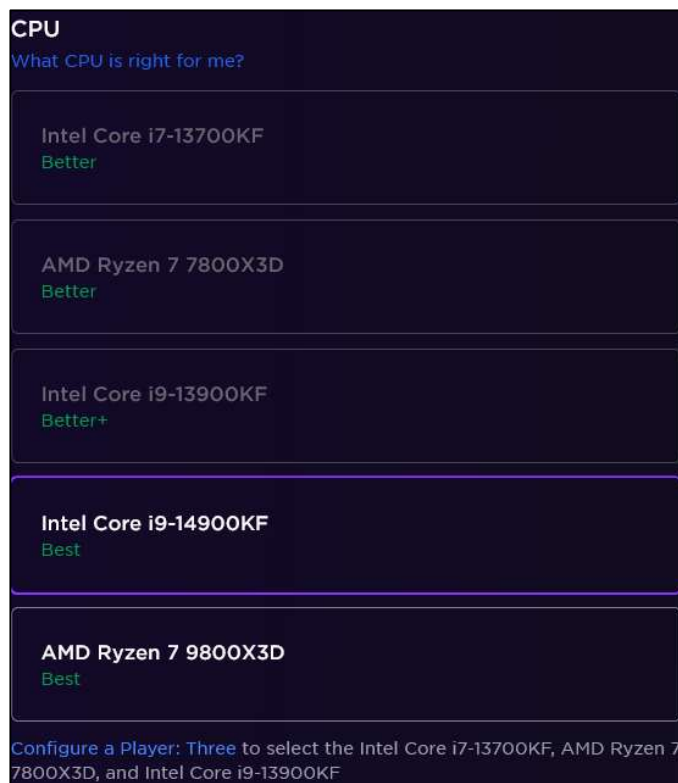 CPU
What CPU is right for me?
Intel Core i7-13700KF
Better
AMD Ryzen 7 7800X3D
Better
Intel Core i9-13900KF
Better+
Intel Core i9-14900KF
Best
AMD Ryzen 7 9800X3D
Best
Configure a Player: Three to select the Intel Core i7-13700KF, AMD Ryzen 7
7800X3D, and Intel Core i9-13900KF